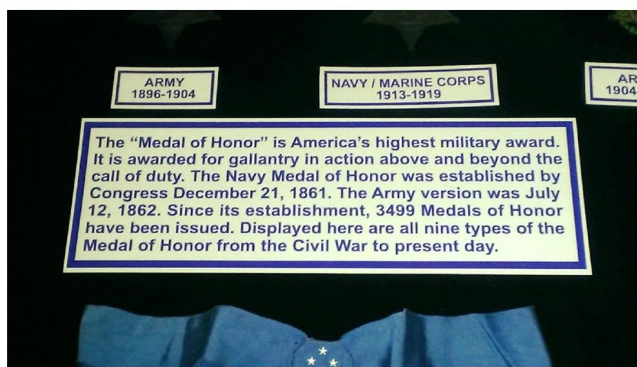 ARMY
1896-1904
NAVY / MARINE CORPS
1913-1919
AR
1904
The “Medal of Honor” is America’s highest military award.
It is awarded for gallantry in action above and beyond the
call of duty. The Navy Medal of Honor was established by
Congress December 21, 1861. The Army version was July
12, 1862. Since its establishment, 3499 Medals of Honor
have been issued. Displayed here are all nine types of the
Medal of Honor from the Civil War to present day.